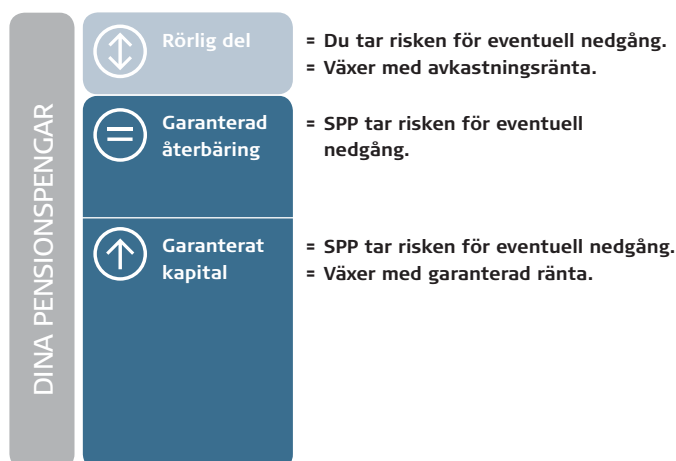 DINA PENSIONSPENGAR
Rörlig del
= Du tar risken för eventuell nedgång.
= Växer med avkastningsränta.
Garanterad
återbäring
= SPP tar risken för eventuell
nedgång.
Garanterat
kapital
= SPP tar risken för eventuell nedgång.
= Växer med garanterad ränta.